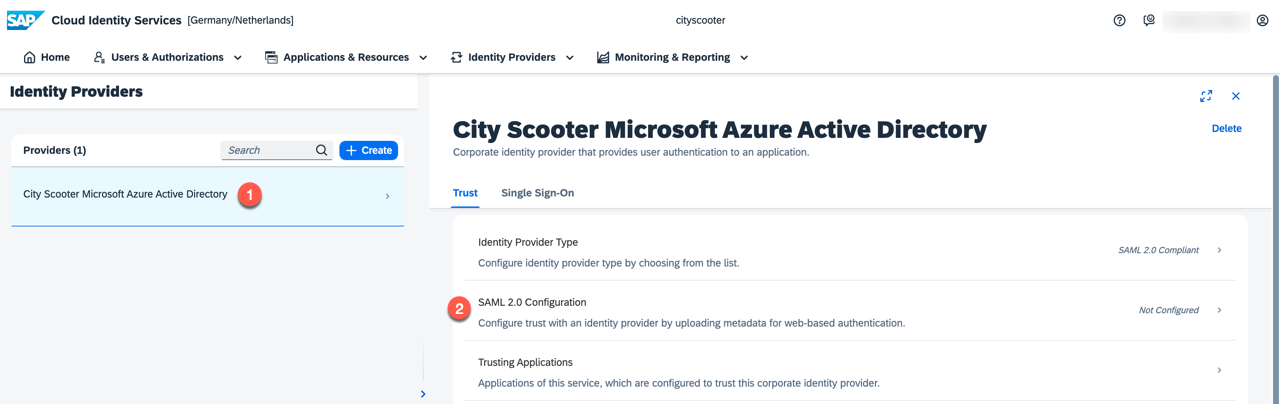 SAP Cloud Identity Services [Germany/Netherlands] cityscooter
Home Users & Authorizations Applications & Resources Identity Providers Monitoring & Reporting
Identity Providers
Providers (1) Search Create
City Scooter Microsoft Azure Active Directory 1
City Scooter Microsoft Azure Active Directory Delete
Corporate identity provider that provides user authentication to an application.
Trust Single Sign-On
Identity Provider Type
SAML 2.0 Compliant
Configure identity provider type by choosing from the list.
2 SAML 2.0 Configuration
Not Configured
Configure trust with an identity provider by uploading metadata for web-based authentication.
Trusting Applications
Applications of this service, which are configured to trust this corporate identity provider.